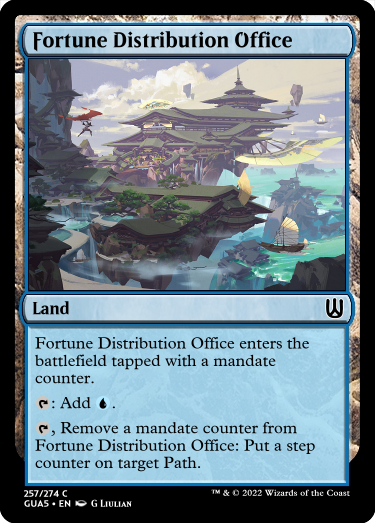 Fortune Distribution Office
Land
Fortune Distribution Office enters the
battlefield tapped with a mandate
counter.
: Add .
, Remove a mandate counter from
Fortune Distribution Office: Put a step
counter on target Path.
257/274 C
GUA5 • EN G Liulian
™ & © 2022 Wizards of the Coast